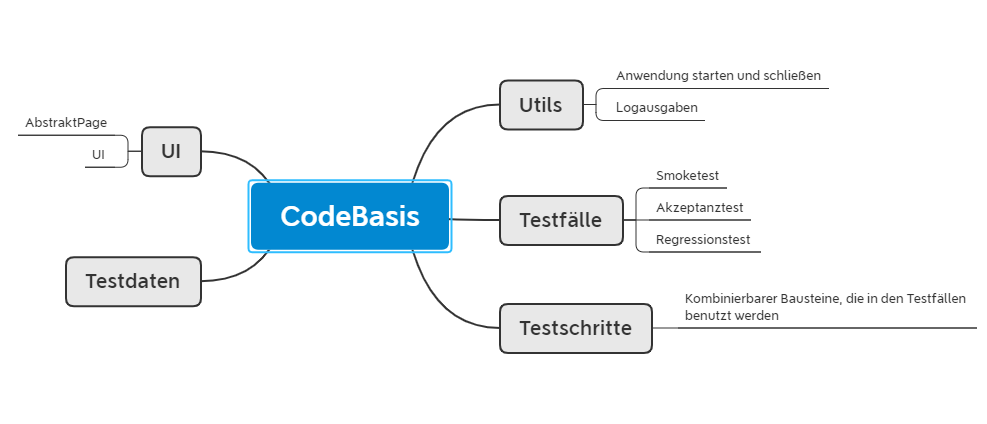 CodeBasis
Utils
Anwendung starten und schließen
Logausgaben
Testfälle
Smoketest
Akzeptanztest
Regressionstest
Testschritte
Kombinierbarer Bausteine, die in den Testfällen
benutzt werden
UI
AbstraktPage
UI
Testdaten